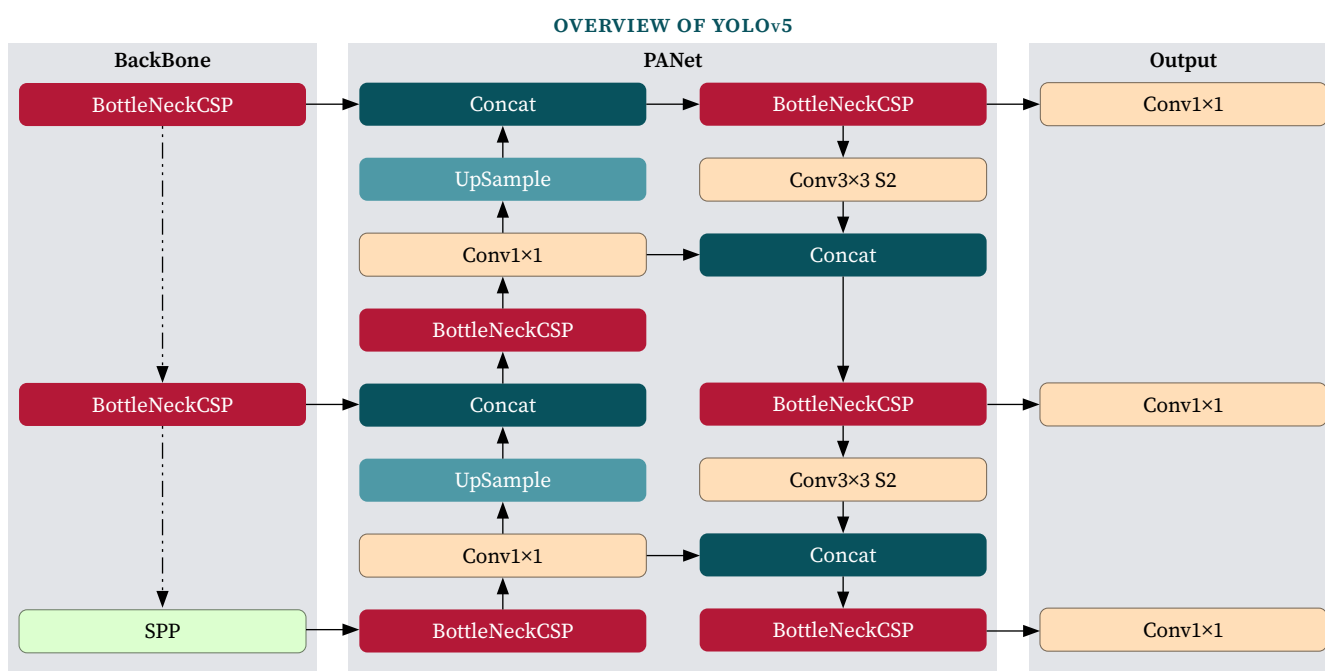 OVERVIEW OF YOLOv5
BackBone
BottleNeckCSP
BottleNeckCSP
SPP
PANet
Concat
UpSample
Conv1×1
BottleNeckCSP
Concat
UpSample
Conv1×1
BottleNeckCSP
BottleNeckCSP
Conv3×3 S2
Concat
BottleNeckCSP
Conv3×3 S2
Concat
BottleNeckCSP
Output
Conv1×1
Conv1×1
Conv1×1